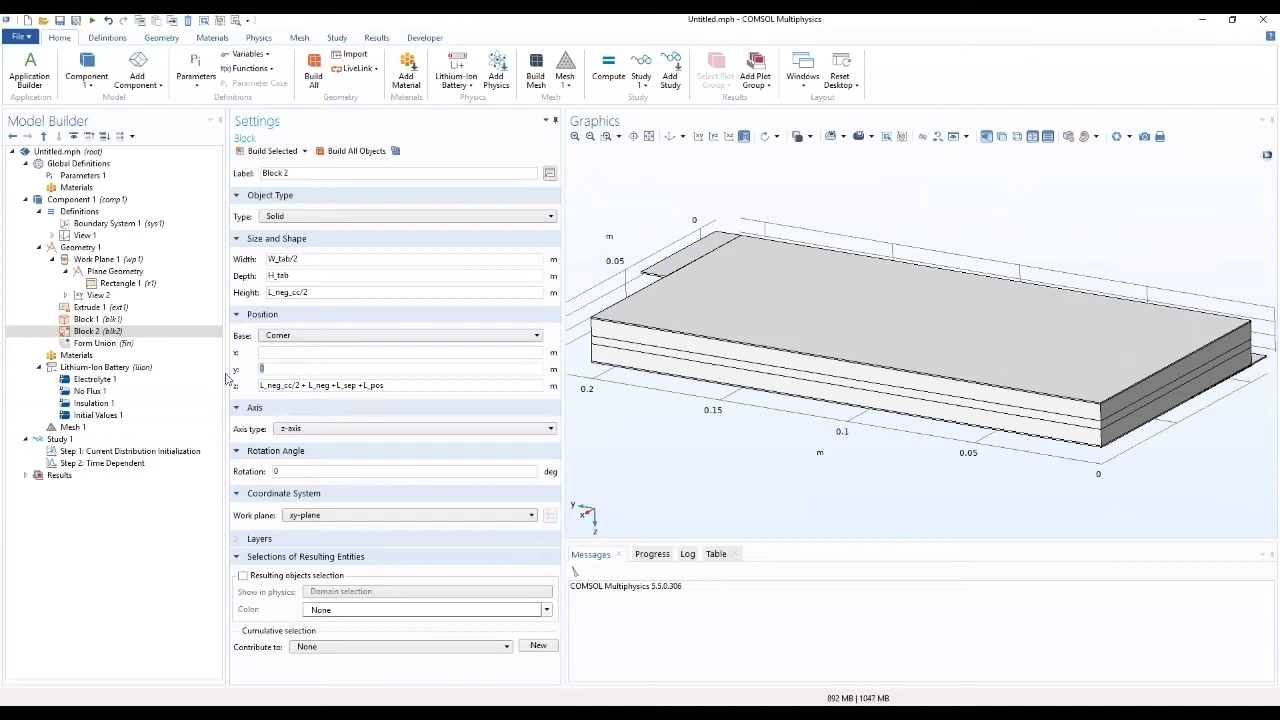 Untitled.mph - COMSOL Multiphysics
File Home Definitions Geometry Materials Physics Mesh Study Results Developer
Application Builder
Component 1
Add Component
Parameters
a= Variables
f(x) Functions
Pi Parameter Case
Build All
Import
LiveLink
Add Material
Lithium-Ion Battery
Add Physics
Build Mesh
Mesh 1
Compute
Study 1
Add Study
Select Plot Group
Add Plot Group
Windows
Reset Desktop
Application Model Definitions Geometry Materials Physics Mesh Study Results Layout
Model Builder
Untitled.mph (root)
Global Definitions
Pi Parameters 1
Materials
Component 1 (comp1)
Definitions
Boundary System 1 (sys1)
View 1
Geometry 1
Work Plane 1 (wp1)
Plane Geometry
Rectangle 1 (r1)
View 2
Extrude 1 (ext1)
Block 1 (blk1)
Block 2 (blk2)
Form Union (fin)
Materials
Lithium-Ion Battery (liion)
Electrolyte 1
No Flux 1
Insulation 1
Initial Values 1
Mesh 1
Study 1
Step 1: Current Distribution Initialization
Step 2: Time Dependent
Results
Settings
Block
Build Selected Build All Objects
Label: Block 2
Object Type
Type: Solid
Size and Shape
Width: W_tab/2 m
Depth: H_tab m
Height: L_neg_cc/2 m
Position
Base: Corner
x: m
y: 0 m
z: L_neg_cc/2 + L_neg +L_sep +L_pos m
Axis
Axis type: z-axis
Rotation Angle
Rotation: 0 deg
Coordinate System
Work plane: xy-plane
Layers
Selections of Resulting Entities
Resulting objects selection
Show in physics: Domain selection
Color: None
Cumulative selection
Contribute to: None New
Graphics
0
m
0.05
0.2
0.15
0.1
m
0.05
0
y
x
z
Messages Progress Log Table
COMSOL Multiphysics 5.5.0.306
892 MB | 1047 MB